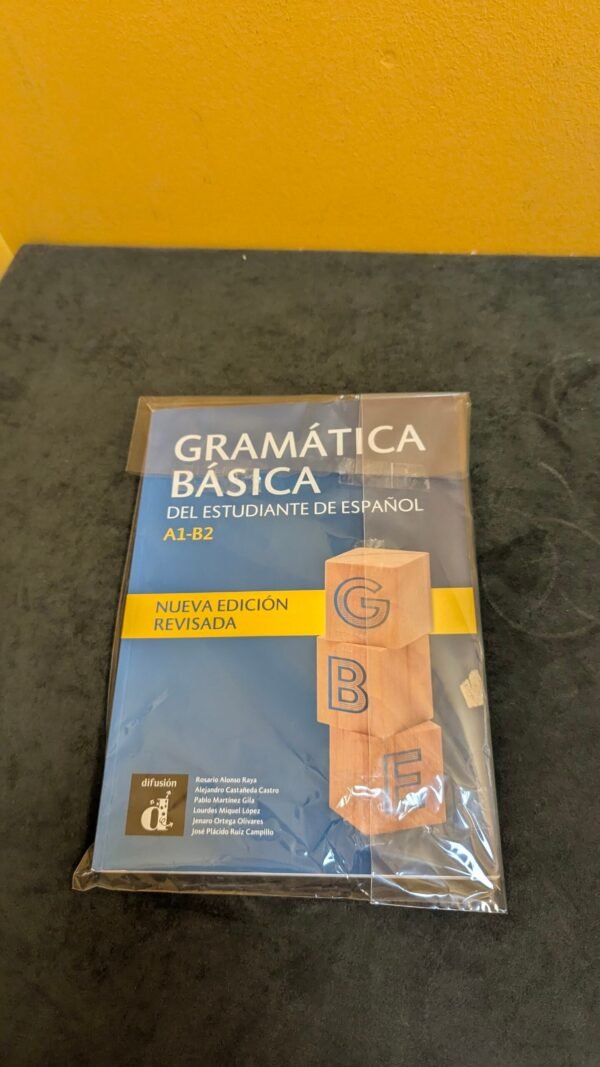 GRAMÁTICA
BÁSICA
DEL ESTUDIANTE DE ESPAÑOL
A1-B2
NUEVA EDICIÓN
REVISADA
G
B
E
difusión
d
Rosario Alonso Raya
Alejandro Castañeda Castro
Pablo Martínez Gila
Lourdes Miquel López
Jenaro Ortega Olivares
José Plácido Ruiz Campillo